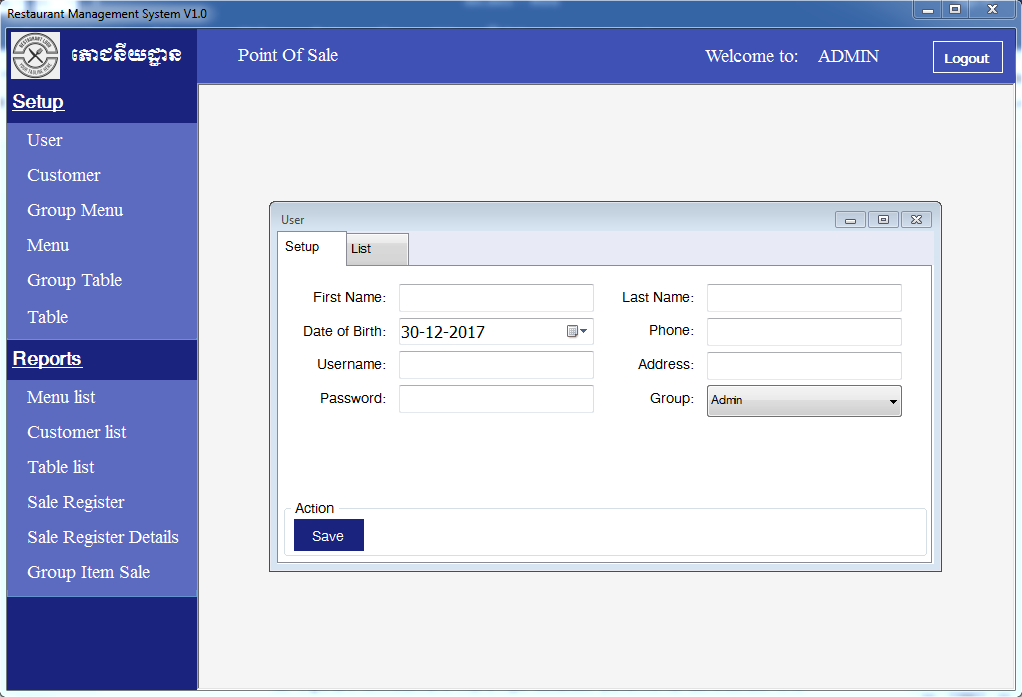 Restaurant Management System V1.0
ភោជនីយដ្ឋាន
Point Of Sale
Welcome to: ADMIN
Logout
Setup
User
Customer
Group Menu
Menu
Group Table
Table
Reports
Menu list
Customer list
Table list
Sale Register
Sale Register Details
Group Item Sale
User
Setup
List
First Name:
Last Name:
Date of Birth: 30-12-2017
Phone:
Username:
Address:
Password:
Group: Admin
Action
Save